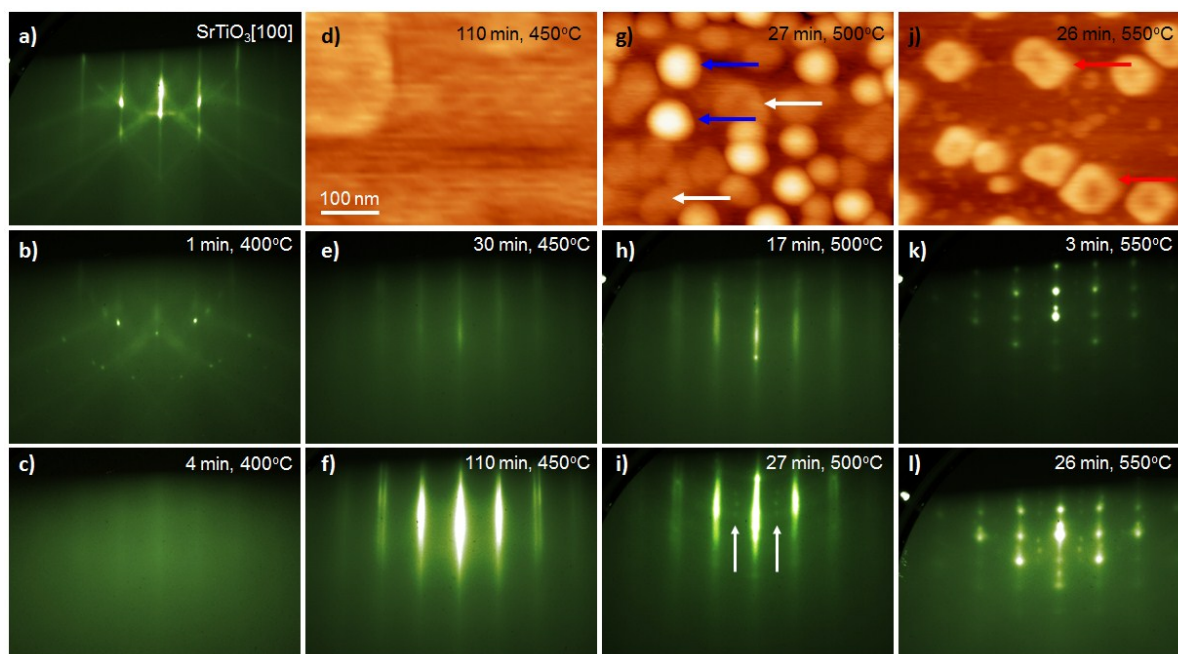 a) SrTiO₃[100]
d) 110 min, 450°C
100 nm
g) 27 min, 500°C
j) 26 min, 550°C
b) 1 min, 400°C
e) 30 min, 450°C
h) 17 min, 500°C
k) 3 min, 550°C
c) 4 min, 400°C
f) 110 min, 450°C
i) 27 min, 500°C
l) 26 min, 550°C